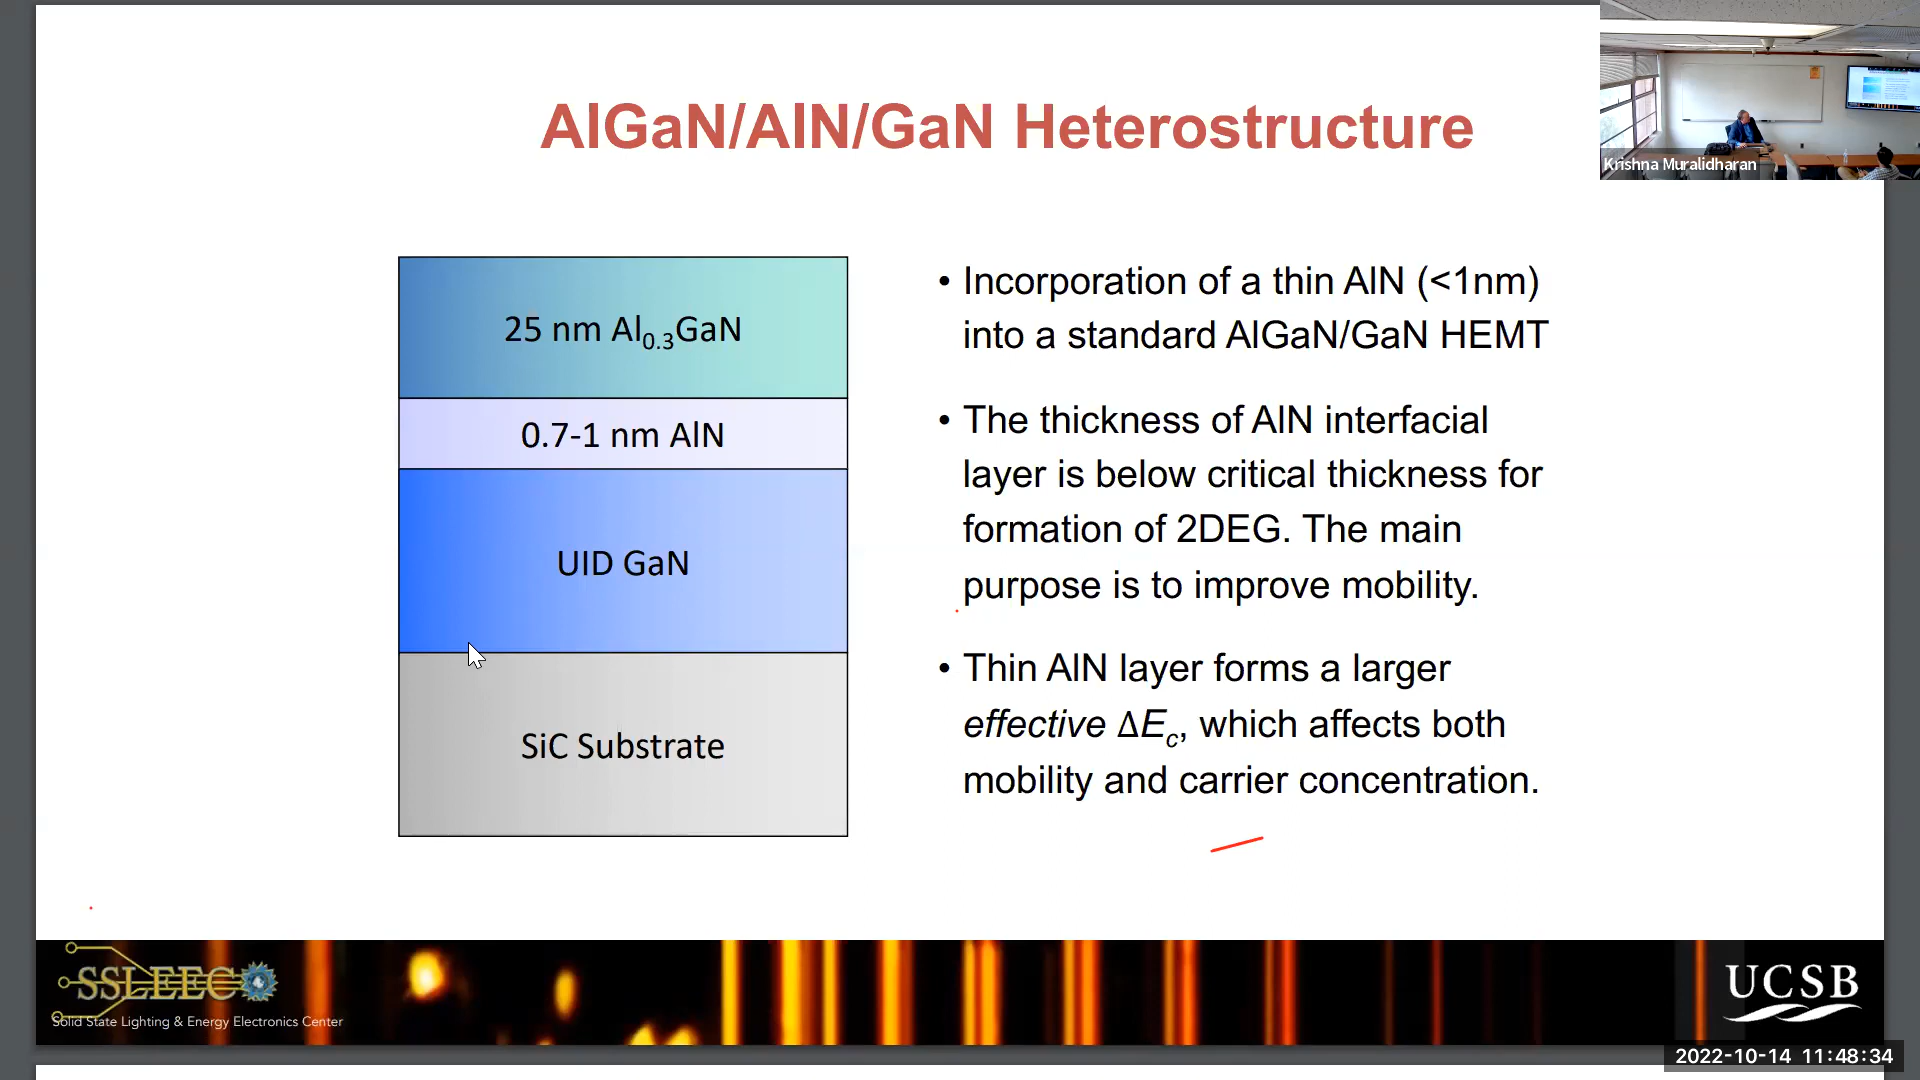 AlGaN/AlN/GaN Heterostructure
Krishna Muralidharan
25 nm Al0.3GaN
0.7-1 nm AlN
UID GaN
SiC Substrate
• Incorporation of a thin AlN (<1nm)
into a standard AlGaN/GaN HEMT
• The thickness of AlN interfacial
layer is below critical thickness for
formation of 2DEG. The main
purpose is to improve mobility.
• Thin AlN layer forms a larger
effective ΔEc, which affects both
mobility and carrier concentration.
SSLEEC
Solid State Lighting & Energy Electronics Center
UCSB
2022-10-14 11:48:34